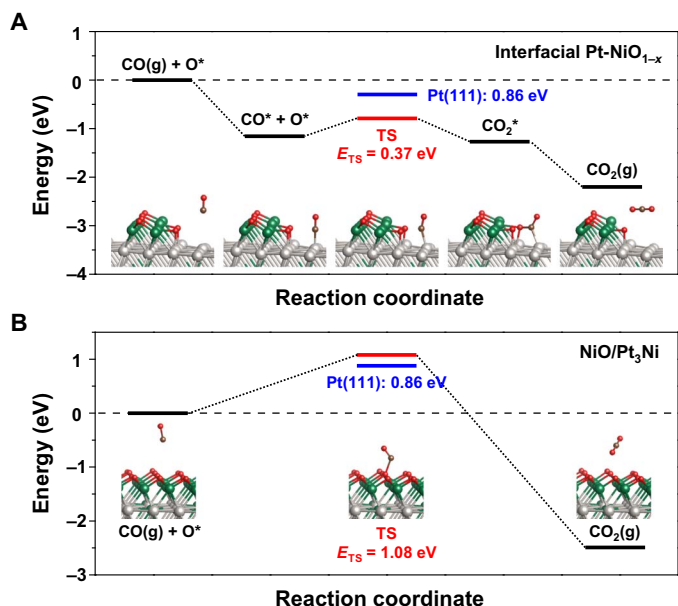 A
Interfacial Pt-NiO1–x
CO(g) + O*
Pt(111): 0.86 eV
CO* + O*
TS
ETS = 0.37 eV
CO2*
CO2(g)
Energy (eV)
0
−1
−2
−3
−4
Reaction coordinate
B
NiO/Pt3Ni
Pt(111): 0.86 eV
CO(g) + O*
TS
ETS = 1.08 eV
CO2(g)
Energy (eV)
1
0
−1
−2
−3
Reaction coordinate